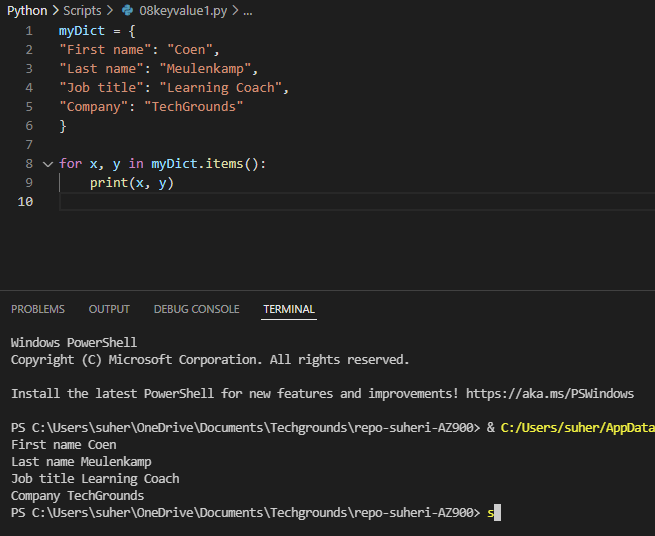 Python > Scripts > 08keyvalue1.py > ...
1 myDict = {
2 "First name": "Coen",
3 "Last name": "Meulenkamp",
4 "Job title": "Learning Coach",
5 "Company": "TechGrounds"
6 }
7
8 for x, y in myDict.items():
9     print(x, y)
10
PROBLEMS OUTPUT DEBUG CONSOLE TERMINAL
Windows PowerShell
Copyright (C) Microsoft Corporation. All rights reserved.
Install the latest PowerShell for new features and improvements! https://aka.ms/PSWindows
PS C:\Users\suher\OneDrive\Documents\Techgrounds\repo-suheri-AZ900> & C:/Users/suher/AppData
First name Coen
Last name Meulenkamp
Job title Learning Coach
Company TechGrounds
PS C:\Users\suher\OneDrive\Documents\Techgrounds\repo-suheri-AZ900> s